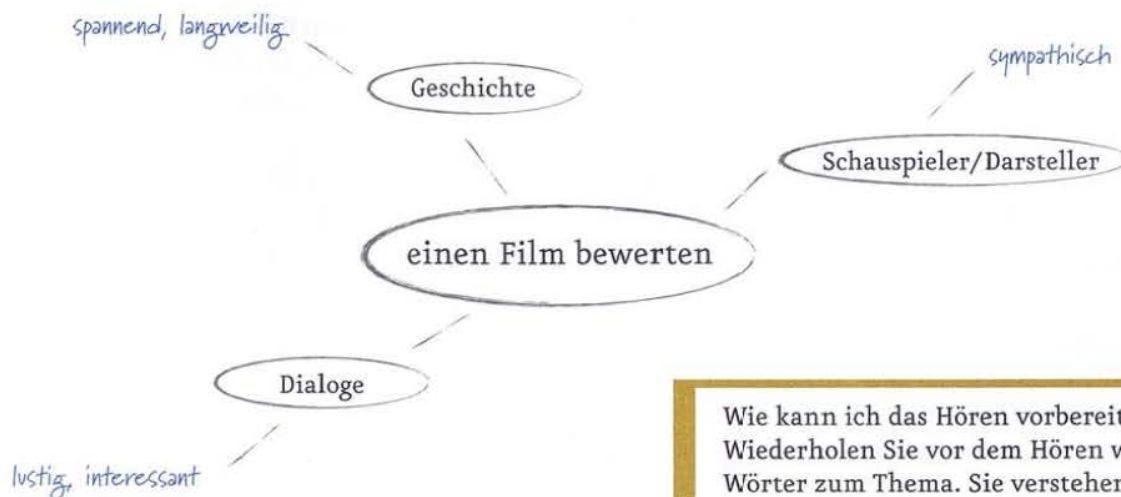 spannend, langweilig
Geschichte
sympathisch
Schauspieler/Darsteller
einen Film bewerten
Dialoge
lustig, interessant
Wie kann ich das Hören vorbereit
Wiederholen Sie vor dem Hören w
Wörter zum Thema. Sie verstehen